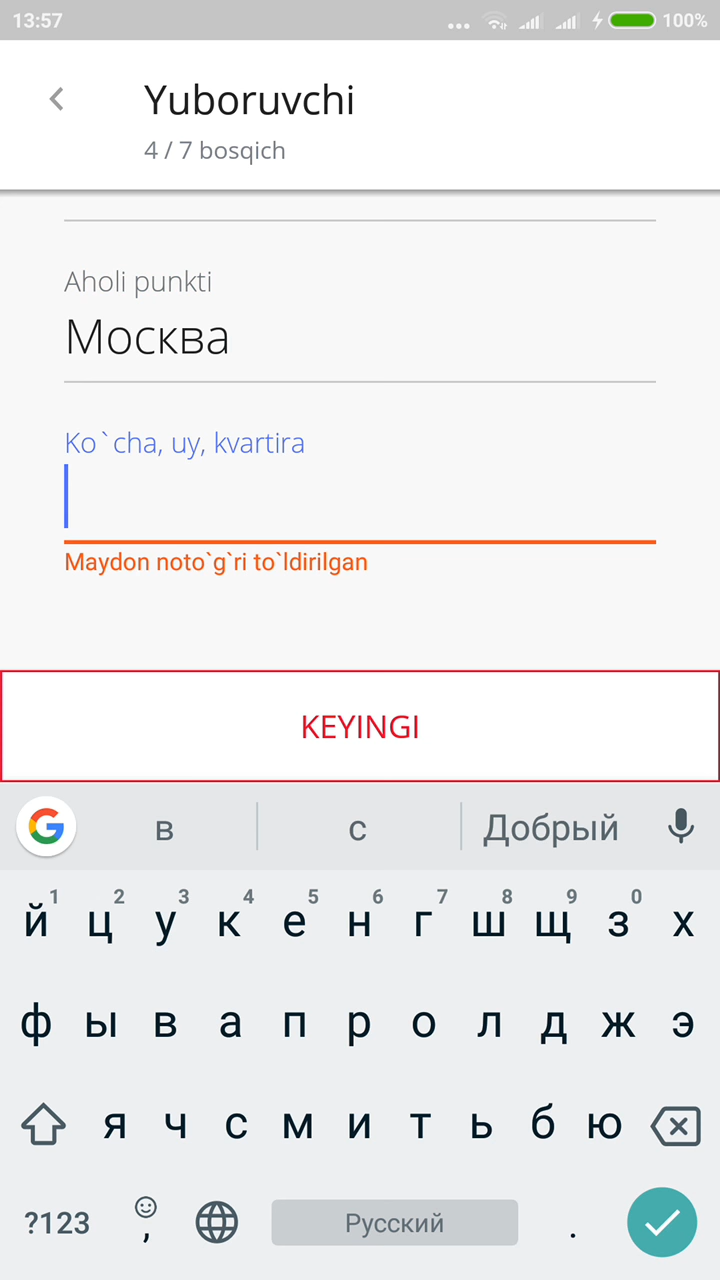 13:57
100%
Yuboruvchi
4 / 7 bosqich
Aholi punkti
Москва
Ko`cha, uy, kvartira
Maydon noto`g`ri to`ldirilgan
KEYINGI
в с Добрый
1 2 3 4 5 6 7 8 9 0
й ц у к е н г ш щ з х
ф ы в а п р о л д ж э
я ч с м и т ь б ю
?123 , Русский .